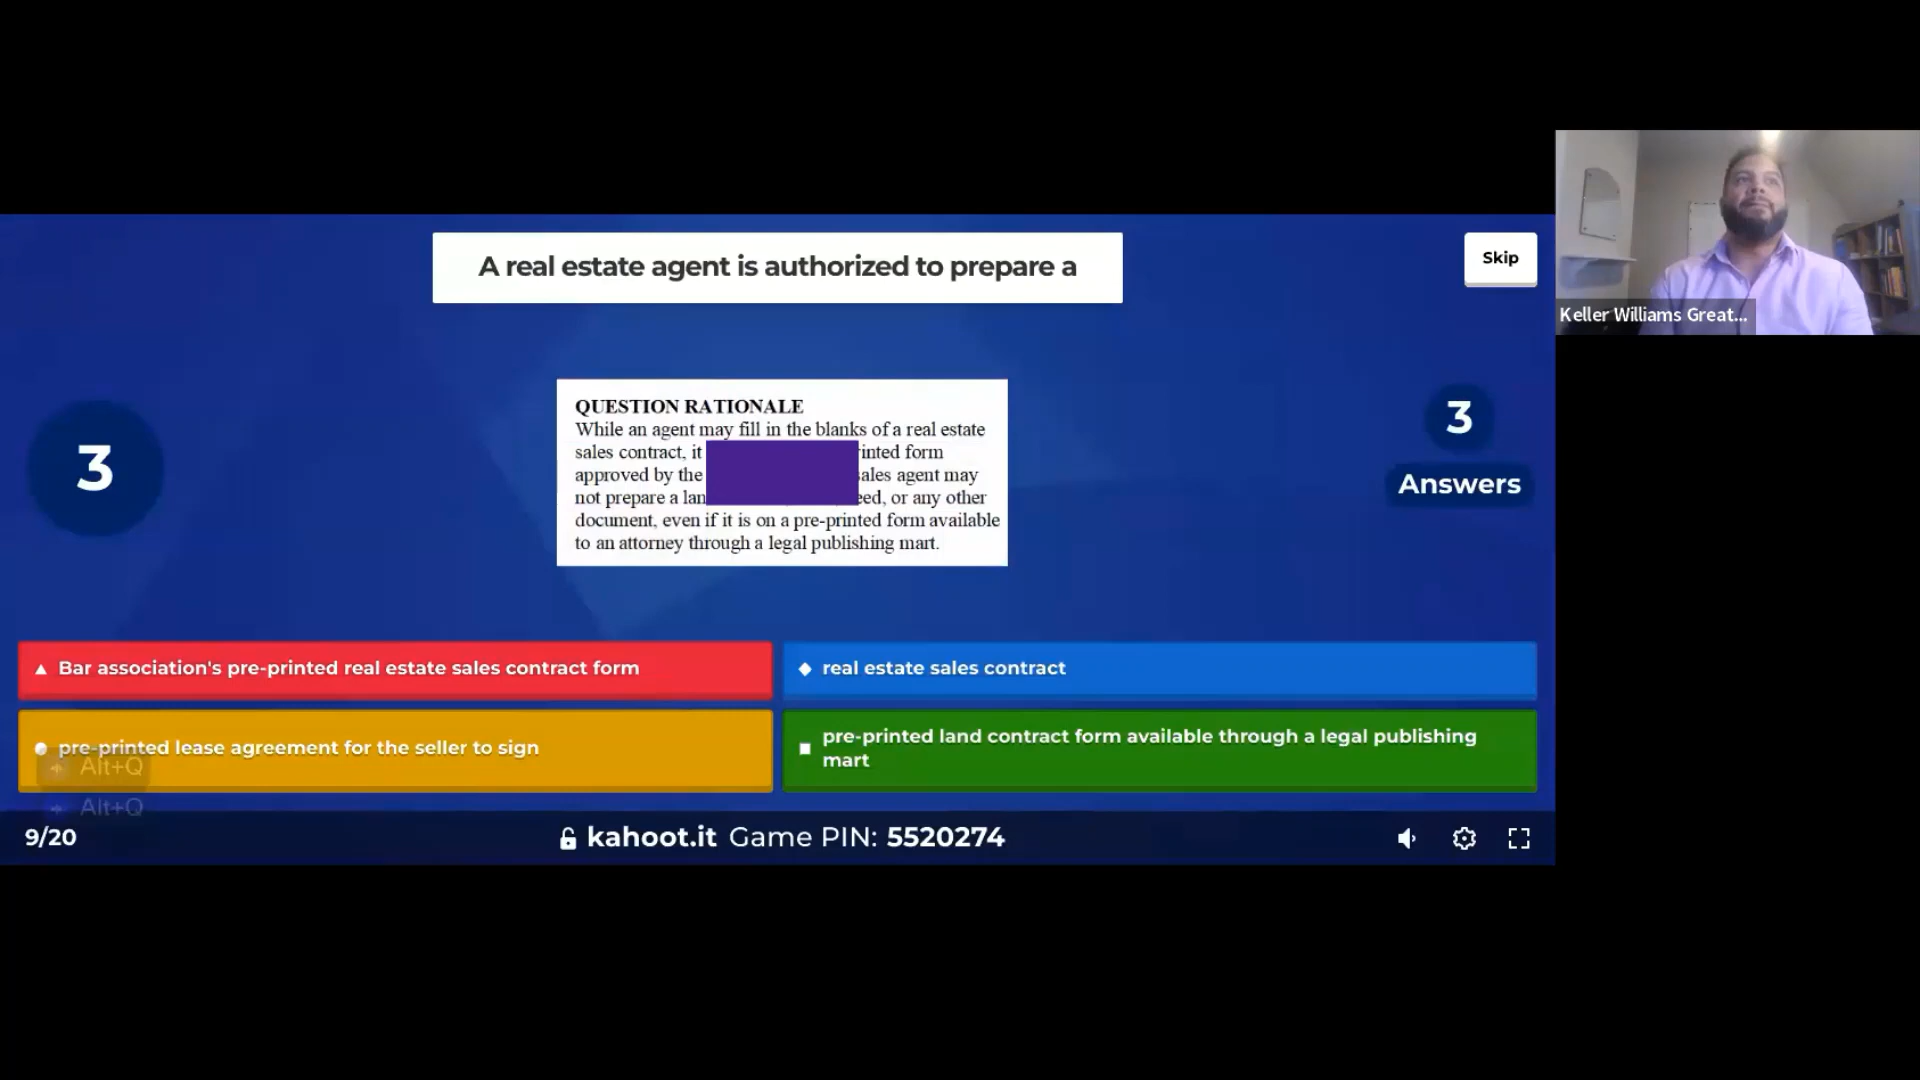 A real estate agent is authorized to prepare a
Skip
Keller Williams Great...
3
QUESTION RATIONALE
While an agent may fill in the blanks of a real estate
sales contract, it inted form
approved by the ales agent may
not prepare a lan eed, or any other
document, even if it is on a pre-printed form available
to an attorney through a legal publishing mart.
3
Answers
Bar association's pre-printed real estate sales contract form
real estate sales contract
pre-printed lease agreement for the seller to sign
pre-printed land contract form available through a legal publishing
mart
Alt+Q
Alt+Q
9/20
kahoot.it Game PIN: 5520274